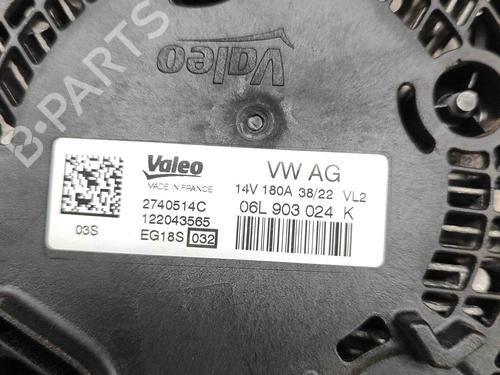 B-PARTS
Valeo
Valeo
MADE IN FRANCE
2740514C
122043565
EG18S 032
03S
VW AG
14V 180A 38/22 VL2
06L 903 024 K